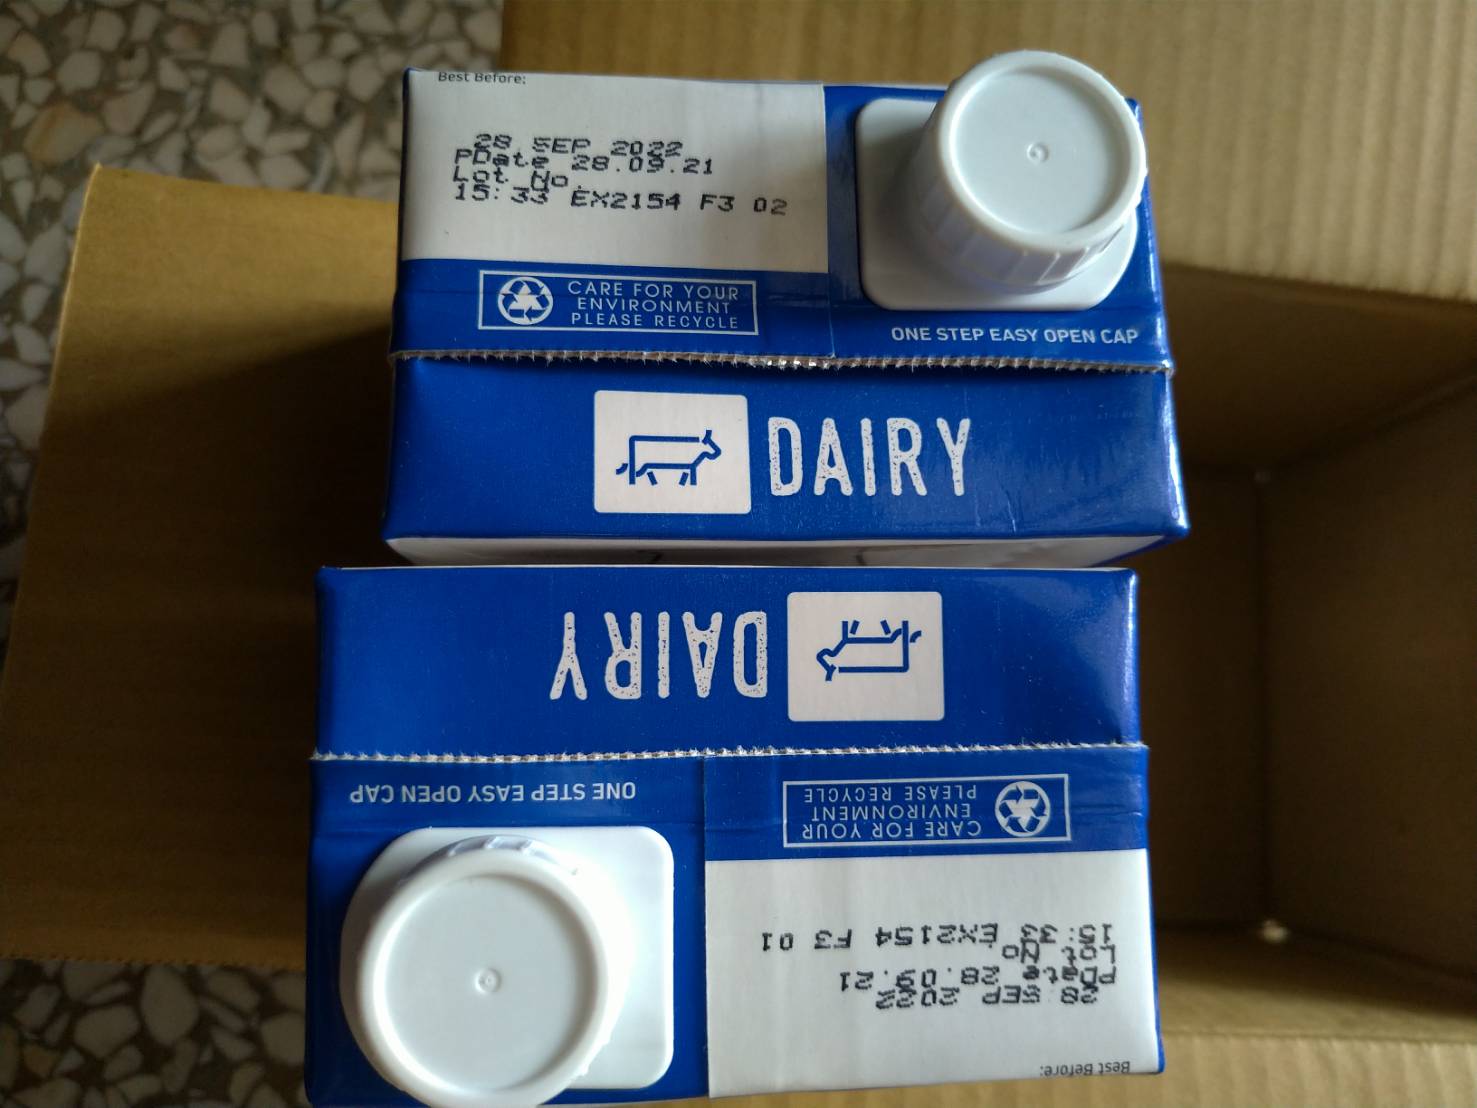 Best Before:
28 SEP 2022
PDate 28.09.21
Lot No.
15:33 EX2154 F3 02
CARE FOR YOUR
ENVIRONMENT
PLEASE RECYCLE
ONE STEP EASY OPEN CAP
DAIRY
DAIRY
ONE STEP EASY OPEN CAP
CARE FOR YOUR
ENVIRONMENT
PLEASE RECYCLE
Best Before:
28 SEP 2022
PDate 28.09.21
Lot No
15:33 EX2154 F3 01